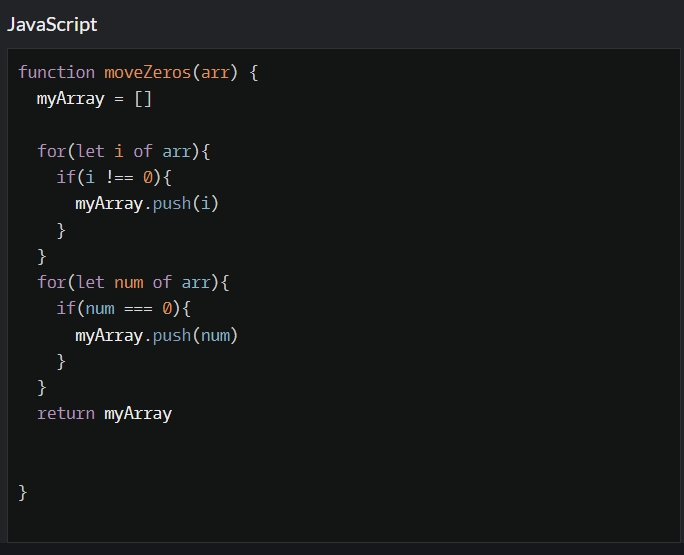 JavaScript
function moveZeros(arr) {
  myArray = []

  for(let i of arr){
    if(i !== 0){
      myArray.push(i)
    }
  }
  for(let num of arr){
    if(num === 0){
      myArray.push(num)
    }
  }
  return myArray


}